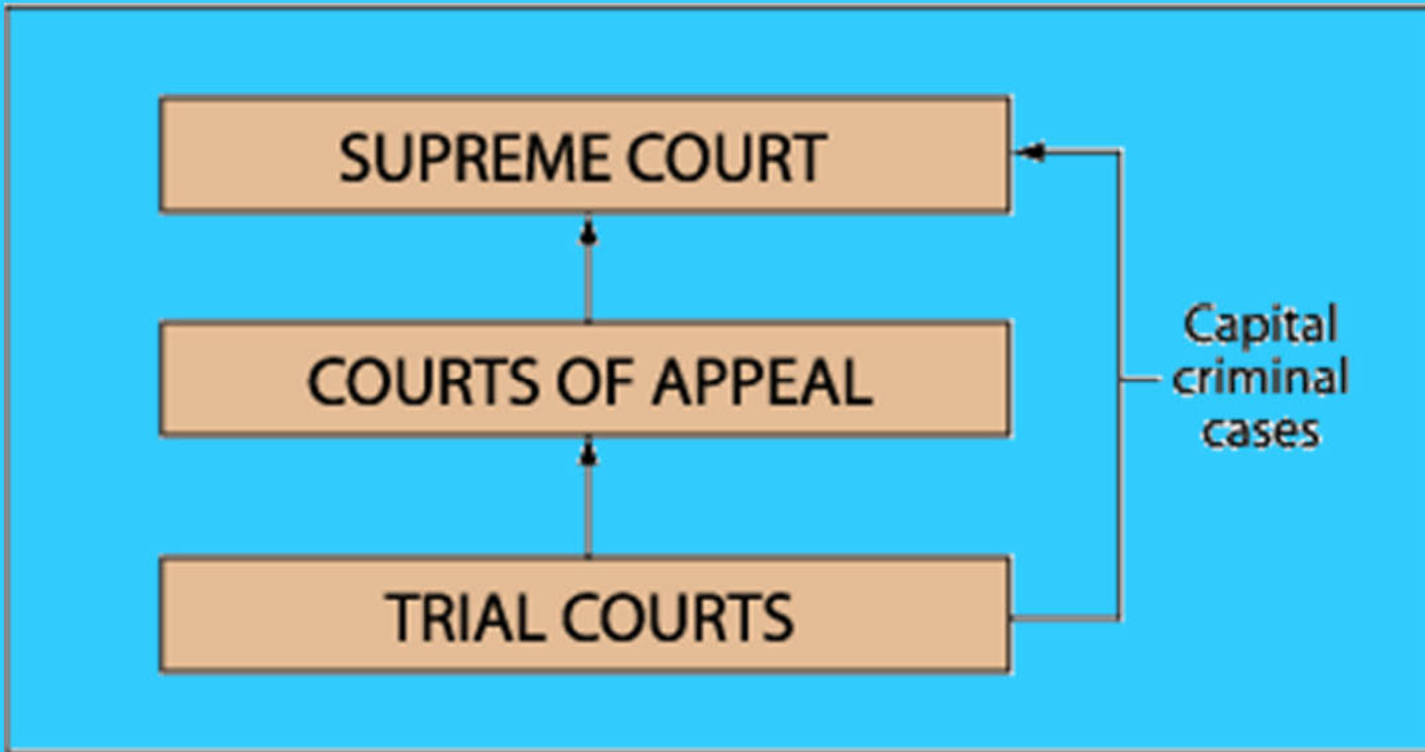 SUPREME COURT
COURTS OF APPEAL
Capital
criminal
cases
TRIAL COURTS